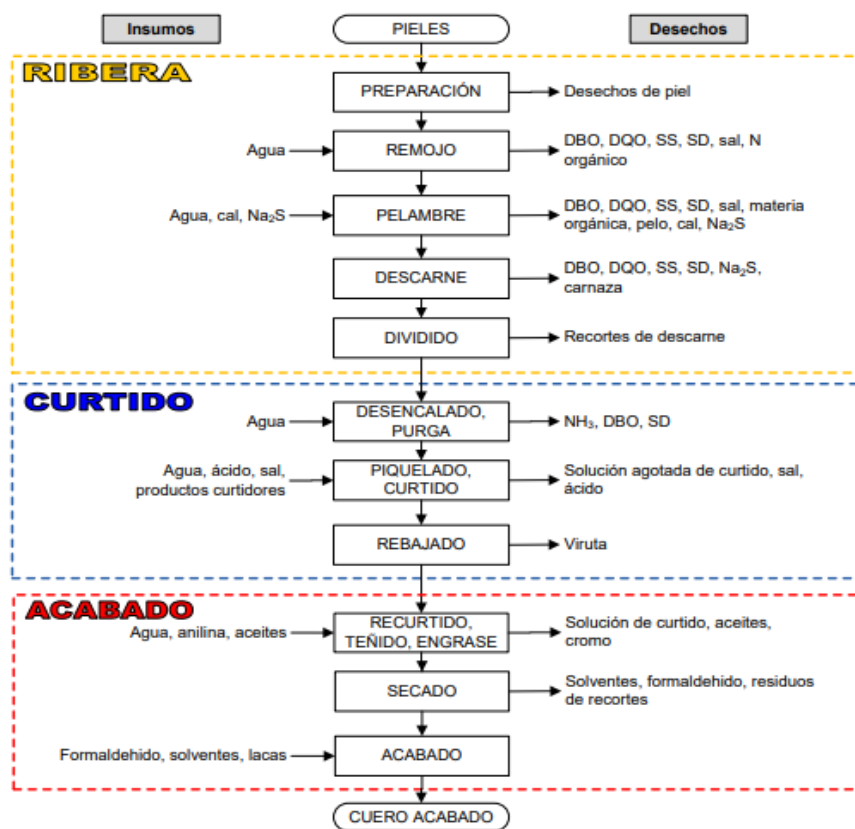 Insumos
PIELES
Desechos
RIBERA
PREPARACIÓN
Desechos de piel
Agua
REMOJO
DBO, DQO, SS, SD, sal, N
orgánico
Agua, cal, Na₂S
PELAMBRE
DBO, DQO, SS, SD, sal, materia
orgánica, pelo, cal, Na₂S
DESCARNE
DBO, DQO, SS, SD, Na₂S,
carnaza
DIVIDIDO
Recortes de descarne
CURTIDO
Agua
DESENCALADO,
PURGA
NH₃, DBO, SD
Agua, ácido, sal,
productos curtidores
PIQUELADO,
CURTIDO
Solución agotada de curtido, sal,
ácido
REBAJADO
Viruta
ACABADO
Agua, anilina, aceites
RECURTIDO,
TEÑIDO, ENGRASE
Solución de curtido, aceites,
cromo
SECADO
Solventes, formaldehido, residuos
de recortes
Formaldehido, solventes, lacas
ACABADO
CUERO ACABADO